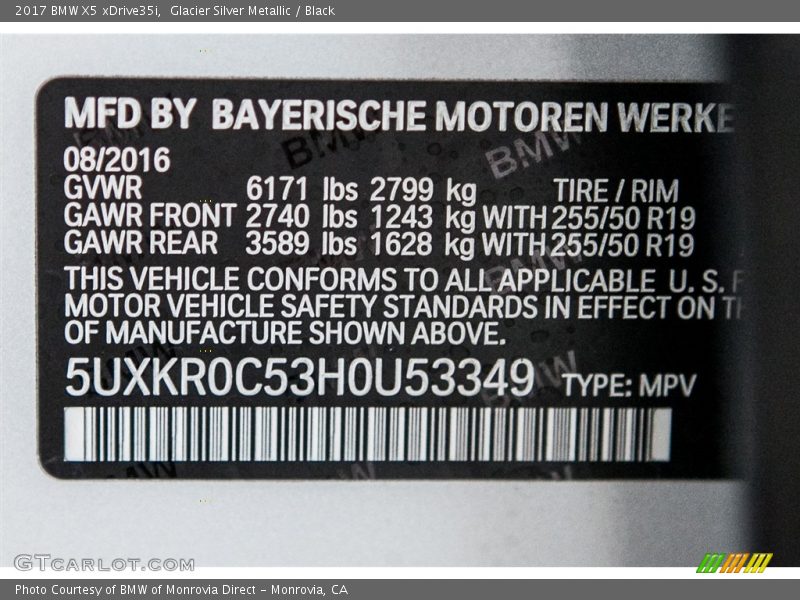 2017 BMW X5 xDrive35i, Glacier Silver Metallic / Black
MFD BY BAYERISCHE MOTOREN WERKE
08/2016
GVWR 6171 lbs 2799 kg TIRE / RIM
GAWR FRONT 2740 lbs 1243 kg WITH 255/50 R19
GAWR REAR 3589 lbs 1628 kg WITH 255/50 R19
THIS VEHICLE CONFORMS TO ALL APPLICABLE U. S.
MOTOR VEHICLE SAFETY STANDARDS IN EFFECT ON
OF MANUFACTURE SHOWN ABOVE.
5UXKR0C53H0U53349 TYPE: MPV
GTCARLOT.COM
Photo Courtesy of BMW of Monrovia Direct - Monrovia, CA